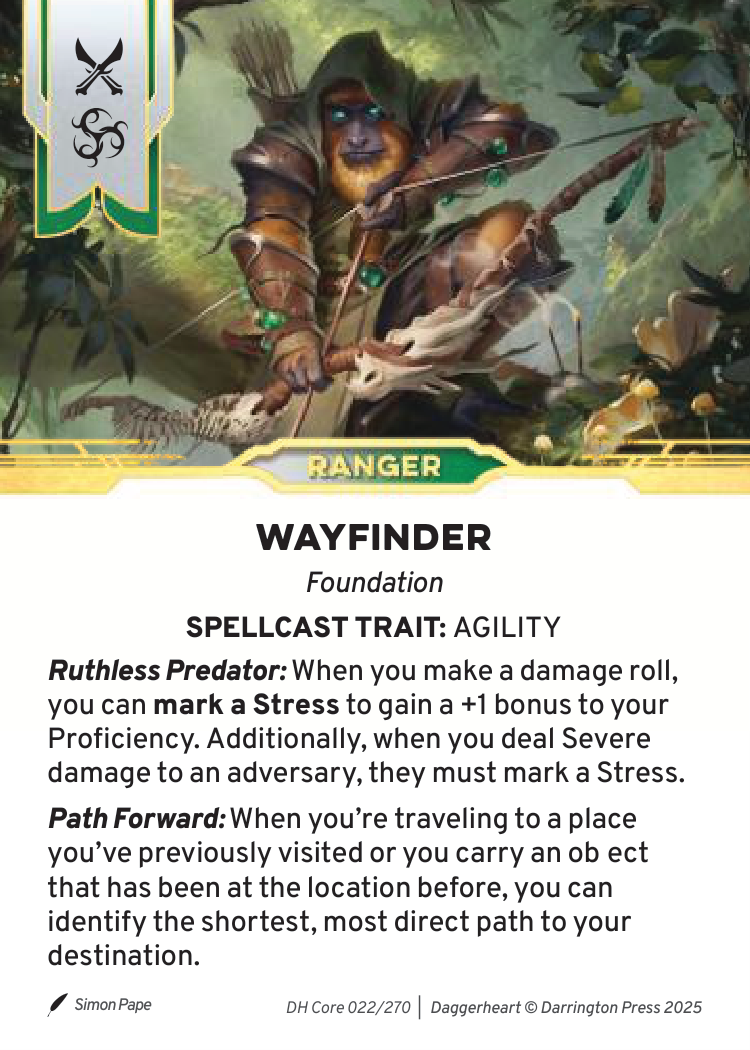 RANGER
WAYFINDER
Foundation
SPELLCAST TRAIT: AGILITY
Ruthless Predator: When you make a damage roll,
you can mark a Stress to gain a +1 bonus to your
Proficiency. Additionally, when you deal Severe
damage to an adversary, they must mark a Stress.
Path Forward: When you’re traveling to a place
you’ve previously visited or you carry an ob ect
that has been at the location before, you can
identify the shortest, most direct path to your
destination.
Simon Pape DH Core 022/270 | Daggerheart © Darrington Press 2025